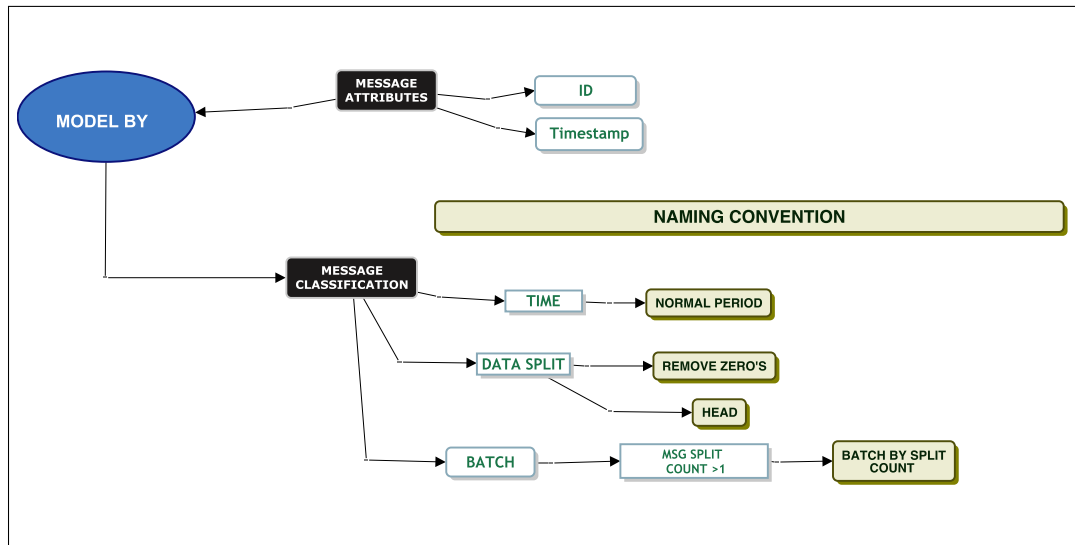 MESSAGE
ATTRIBUTES
ID
MODEL BY
Timestamp
NAMING CONVENTION
MESSAGE
CLASSIFICATION
TIME
NORMAL PERIOD
DATA SPLIT
REMOVE ZERO'S
HEAD
BATCH
MSG SPLIT
COUNT >1
BATCH BY SPLIT
COUNT